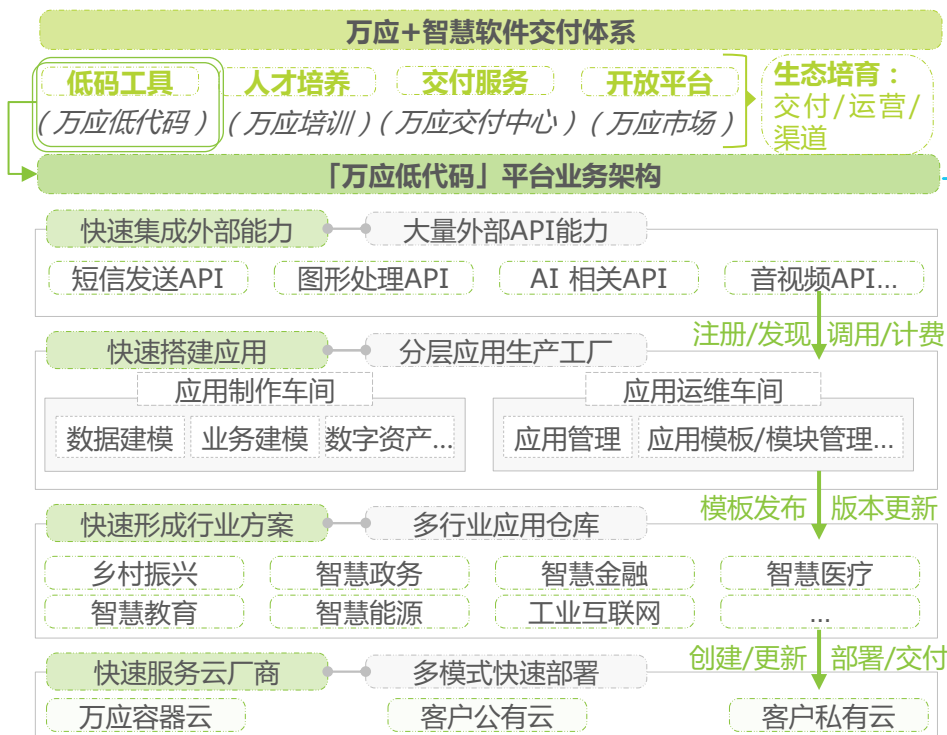 万应+智慧软件交付体系
低码工具 人才培养 交付服务 开放平台
(万应低代码) (万应培训) (万应交付中心) (万应市场)
生态培育：
交付/运营/
渠道
「万应低代码」平台业务架构
快速集成外部能力 大量外部API能力
短信发送API 图形处理API AI 相关API 音视频API...
注册/发现 调用/计费
快速搭建应用 分层应用生产工厂
应用制作车间 应用运维车间
数据建模 业务建模 数字资产... 应用管理 应用模板/模块管理...
模板发布 版本更新
快速形成行业方案 多行业应用仓库
乡村振兴 智慧政务 智慧金融 智慧医疗
智慧教育 智慧能源 工业互联网 ...
创建/更新 部署/交付
快速服务云厂商 多模式快速部署
万应容器云 客户公有云 客户私有云